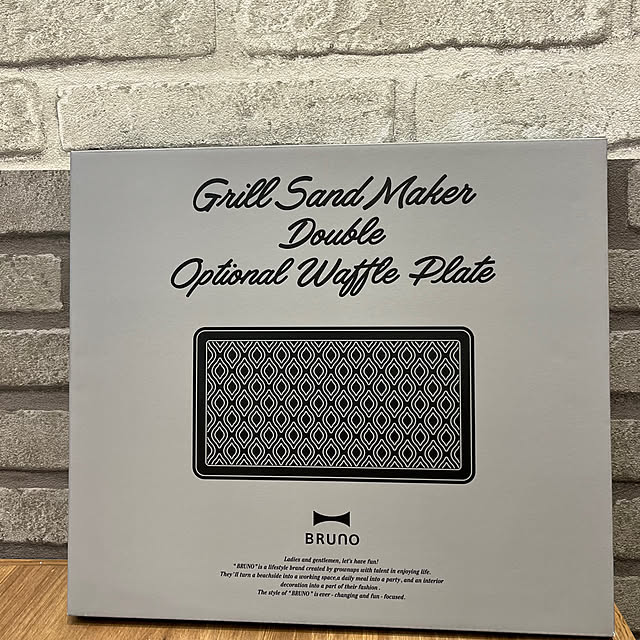 Grill Sand Maker
Double
Optional Waffle Plate
BRUNO
Ladies and gentlemen, let's have fun!
"BRUNO" is a lifestyle brand created by grownups with talent in enjoying life.
They'll turn a beachside into a working space,a daily meal into a party, and an interior
decoration into a part of their fashion.
The style of "BRUNO" is ever - changing and fun - focused.